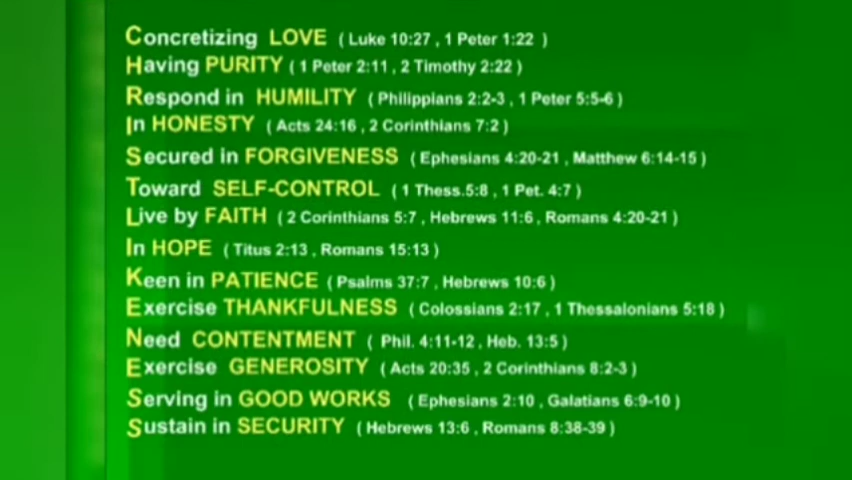 Concretizing LOVE ( Luke 10:27 , 1 Peter 1:22 )
Having PURITY ( 1 Peter 2:11 , 2 Timothy 2:22 )
Respond in HUMILITY ( Philippians 2:2-3 , 1 Peter 5:5-6 )
In HONESTY ( Acts 24:16 , 2 Corinthians 7:2 )
Secured in FORGIVENESS ( Ephesians 4:20-21 , Matthew 6:14-15 )
Toward SELF-CONTROL ( 1 Thess.5:8 , 1 Pet. 4:7 )
Live by FAITH ( 2 Corinthians 5:7 , Hebrews 11:6 , Romans 4:20-21 )
In HOPE ( Titus 2:13 , Romans 15:13 )
Keen in PATIENCE ( Psalms 37:7 , Hebrews 10:6 )
Exercise THANKFULNESS ( Colossians 2:17 , 1 Thessalonians 5:18 )
Need CONTENTMENT ( Phil. 4:11-12 , Heb. 13:5 )
Exercise GENEROSITY ( Acts 20:35 , 2 Corinthians 8:2-3 )
Serving in GOOD WORKS ( Ephesians 2:10 , Galatians 6:9-10 )
Sustain in SECURITY ( Hebrews 13:6 , Romans 8:38-39 )